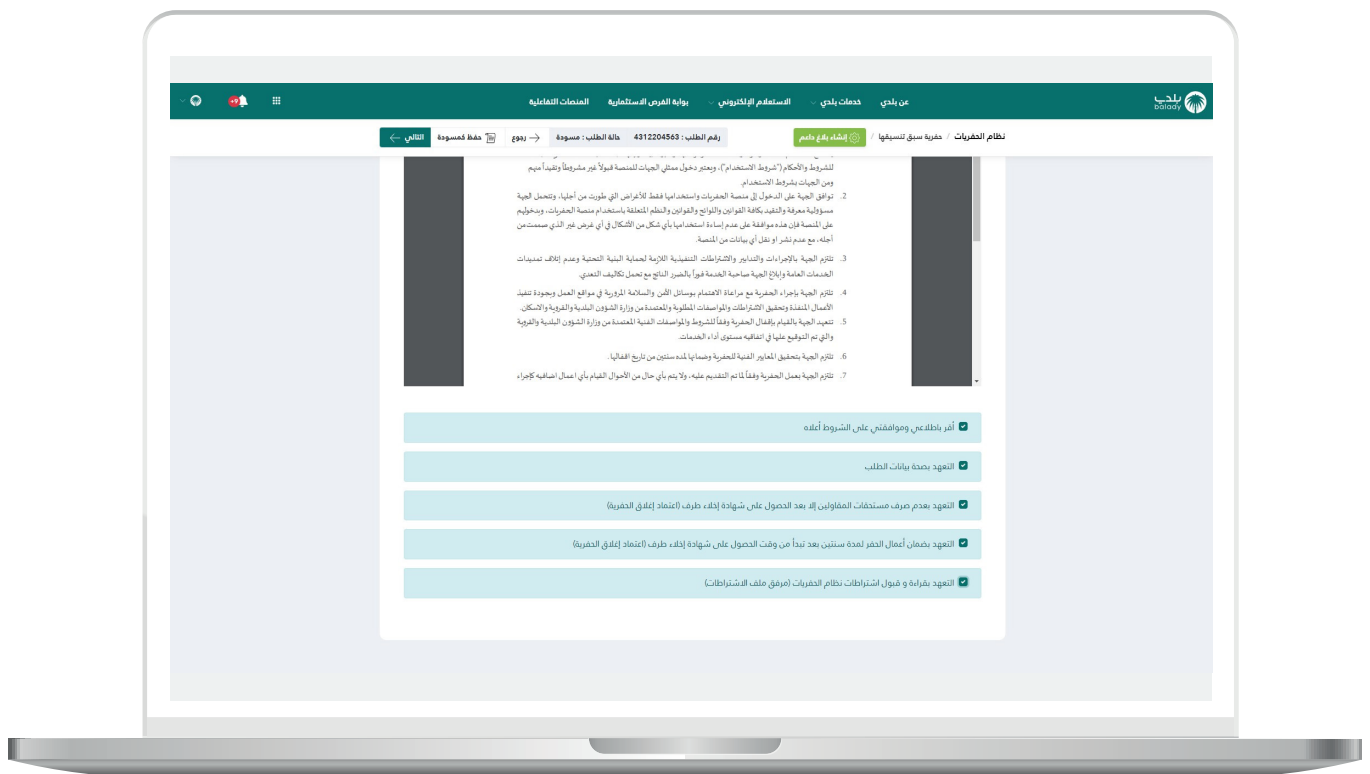 بلدي
balady
عن بلدي
خدمات بلدي
الاستعلام الإلكتروني
بوابة الفرص الاستثمارية
المنصات التفاعلية
+9
نظام الحفريات / حفرية سبق تنسيقها /
إنشاء بلاغ داعم
رقم الطلب : 4312204563
حالة الطلب : مسودة
رجوع
حفظ كمسودة
التالي
للشروط والأحكام ("شروط الاستخدام")، ويعتبر دخول ممثلي الجهات للمنصة قبولاً غير مشروطاً وتقيداً منهم
ومن الجهات بشروط الاستخدام.
2. توافق الجهة على الدخول إلى منصة الحفريات واستخدامها فقط للأغراض التي طورت من أجلها، وتتحمل الجهة
مسؤولية معرفة والتقيد بكافة القوانين واللوائح والقوانين والنظم المتعلقة باستخدام منصة الحفريات، وبدخولهم
على المنصة فإن هذه موافقة على عدم إساءة استخدامها بأي شكل من الأشكال في أي غرض غير الذي صممت من
أجله، مع عدم نشر او نقل أي بيانات من المنصة.
3. تلتزم الجهة بالإجراءات والتدابير والاشتراطات التنفيذية اللازمة لحماية البنية التحتية وعدم إتلاف تمديدات
الخدمات العامة وإبلاغ الجهة صاحبة الخدمة فوراً بالضرر الناتج مع تحمل تكاليف التعدي.
4. تلتزم الجهة بإجراء الحفرية مع مراعاة الاهتمام بوسائل الأمن والسلامة المرورية في مواقع العمل وبجودة تنفيذ
الأعمال المنفذة وتحقيق الاشتراطات والمواصفات المطلوبة والمعتمدة من وزارة الشؤون البلدية والقروية والاسكان.
5. تتعهد الجهة بالقيام بإقفال الحفرية وفقاً للشروط والمواصفات الفنية المعتمدة من وزارة الشؤون البلدية والقروية
والتي تم التوقيع عليها في اتفاقيه مستوى أداء الخدمات.
6. تلتزم الجهة بتحقيق المعايير الفنية للحفرية وضمانها لمده سنتين من تاريخ اقفالها.
7. تلتزم الجهة بعمل الحفرية وفقاً لما تم التقديم عليه، ولا يتم بأي حال من الأحوال القيام بأي اعمال اضافيه كإجراء
أقر باطلاعي وموافقتي على الشروط أعلاه
التعهد بصحة بيانات الطلب
التعهد بعدم صرف مستحقات المقاولين إلا بعد الحصول على شهادة إخلاء طرف (اعتماد إغلاق الحفرية)
التعهد بضمان أعمال الحفر لمدة سنتين بعد تبدأ من وقت الحصول على شهادة إخلاء طرف (اعتماد إغلاق الحفرية)
التعهد بقراءة و قبول اشتراطات نظام الحفريات (مرفق ملف الاشتراطات)